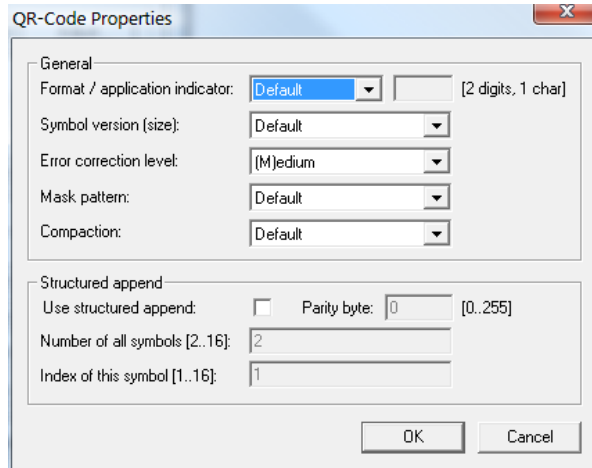 QR-Code Properties
General
Format / application indicator: Default [2 digits, 1 char]
Symbol version (size): Default
Error correction level: (M)edium
Mask pattern: Default
Compaction: Default
Structured append
Use structured append: Parity byte: 0 [0..255]
Number of all symbols [2..16]: 2
Index of this symbol [1..16]: 1
OK Cancel